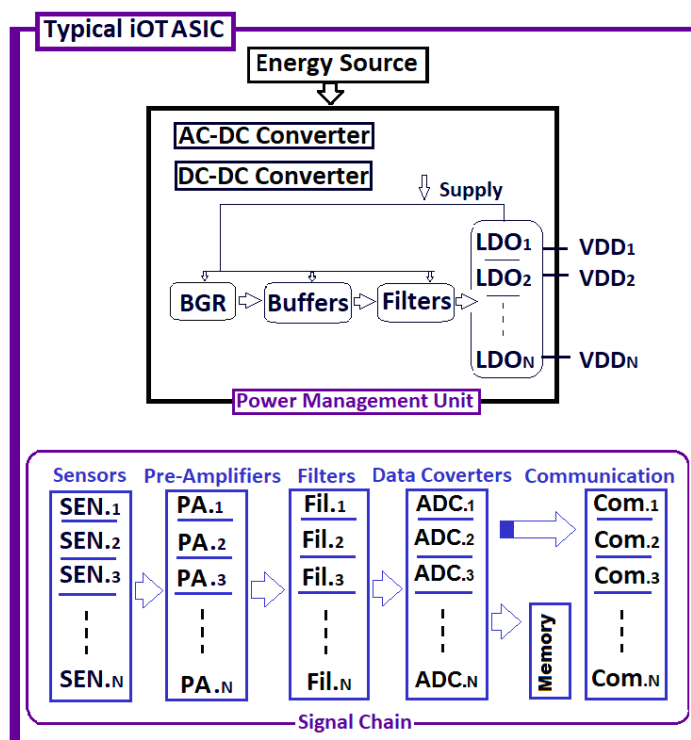 Typical iOTASIC
Energy Source
AC-DC Converter
DC-DC Converter
Supply
LDO1
VDD1
LDO2
VDD2
BGR
Buffers
Filters
LDON
VDDN
Power Management Unit
Sensors
Pre-Amplifiers
Filters
Data Coverters
Communication
SEN.1
PA.1
Fil.1
ADC.1
Com.1
SEN.2
PA.2
Fil.2
ADC.2
Com.2
SEN.3
PA.3
Fil.3
ADC.3
Com.3
Memory
SEN.N
PA.N
Fil.N
ADC.N
Com.N
Signal Chain